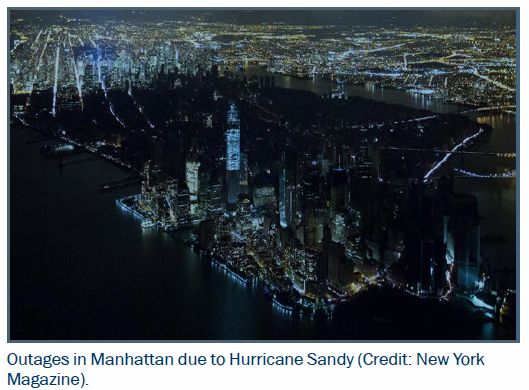 Outages in Manhattan due to Hurricane Sandy (Credit: New York
Magazine).